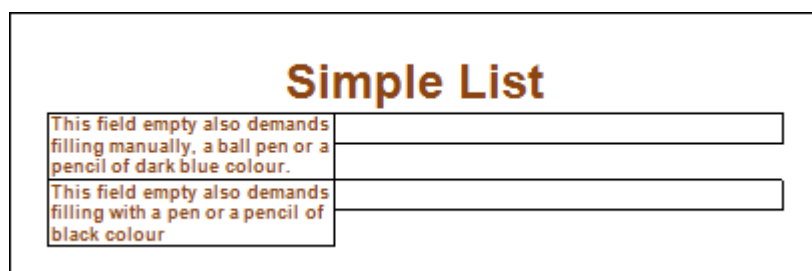 Simple List
This field empty also demands
filling manually, a ball pen or a
pencil of dark blue colour.
This field empty also demands
filling with a pen or a pencil of
black colour